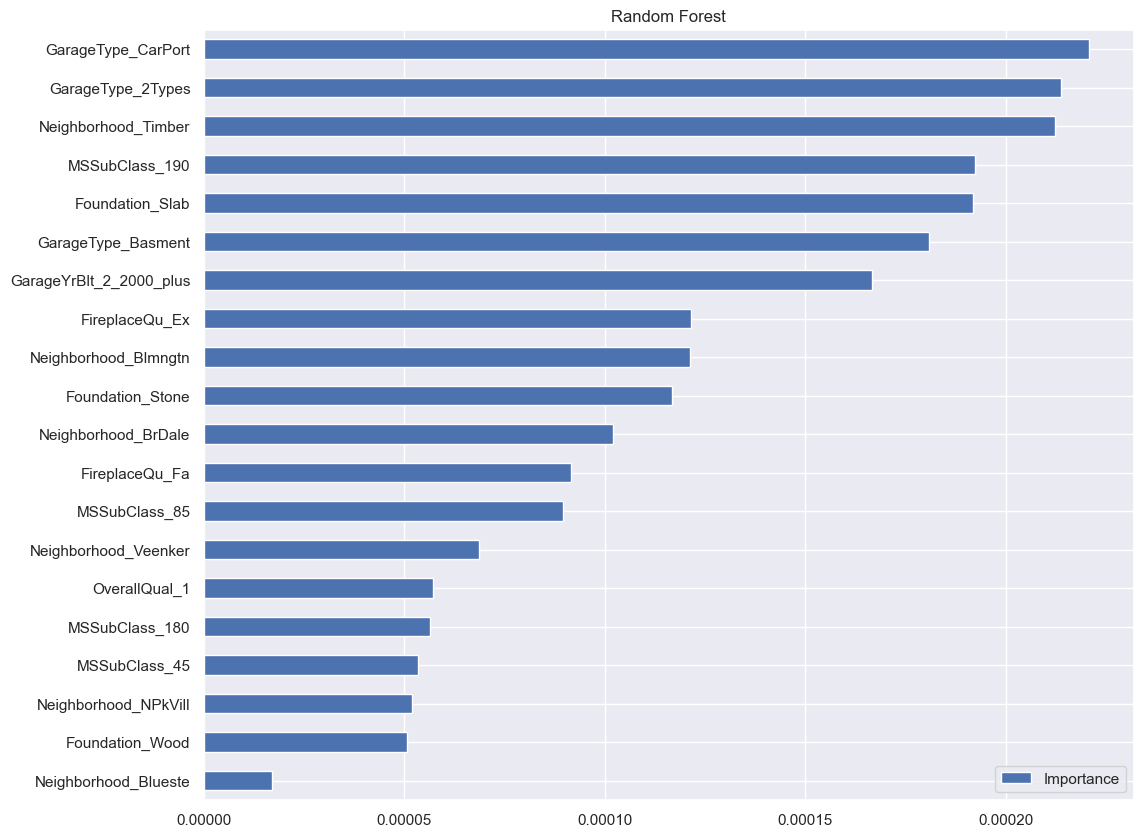 Random Forest
GarageType_CarPort
GarageType_2Types
Neighborhood_Timber
MSSubClass_190
Foundation_Slab
GarageType_Basment
GarageYrBlt_2_2000_plus
FireplaceQu_Ex
Neighborhood_Blmngtn
Foundation_Stone
Neighborhood_BrDale
FireplaceQu_Fa
MSSubClass_85
Neighborhood_Veenker
OverallQual_1
MSSubClass_180
MSSubClass_45
Neighborhood_NPkVill
Foundation_Wood
Neighborhood_Blueste
Importance
0.00000 0.00005 0.00010 0.00015 0.00020